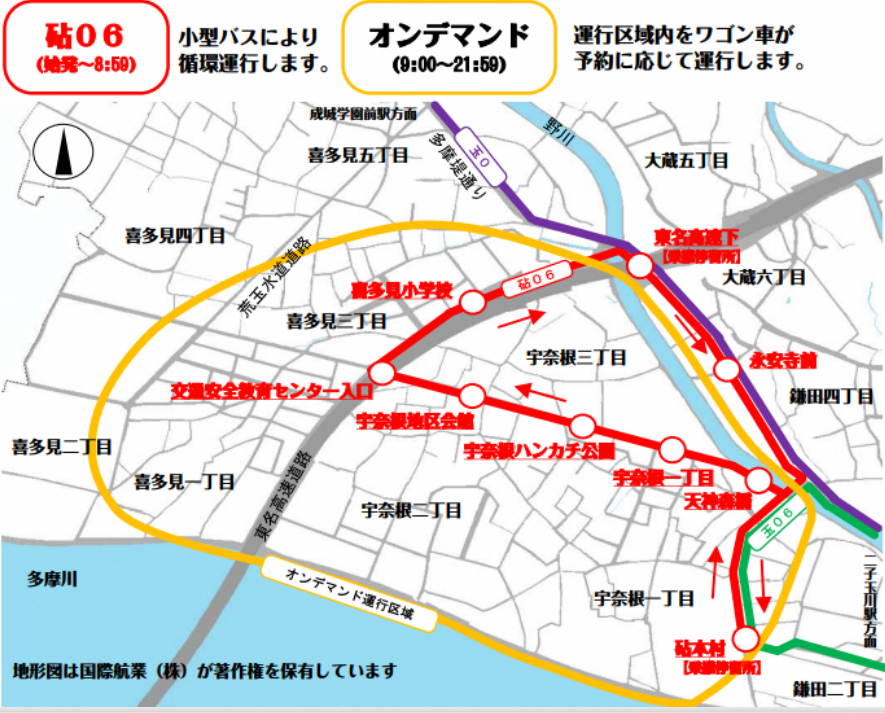 砧06
(始発~8:59)
小型バスにより
循環運行します。
オンデマンド
(9:00~21:59)
運行区域内をワゴン車が
予約に応じて運行します。
成城学園前駅方面
喜多見五丁目
多摩堤通り
玉0
野川
大蔵五丁目
喜多見四丁目
荒玉水道道路
東名高速下
[乗継停留所]
大蔵六丁目
喜多見小学校
砧06
喜多見三丁目
宇奈根三丁目
永安寺前
交通安全教育センター入口
鎌田四丁目
宇奈根地区会館
喜多見二丁目
宇奈根ハンカチ公園
喜多見一丁目
宇奈根一丁目
天神森橋
東名高速道路
宇奈根二丁目
玉06
多摩川
オンデマンド運行区域
宇奈根一丁目
二子玉川駅方面
砧本村
[乗継停留所]
地形図は国際航業(株)が著作権を保有しています
鎌田二丁目